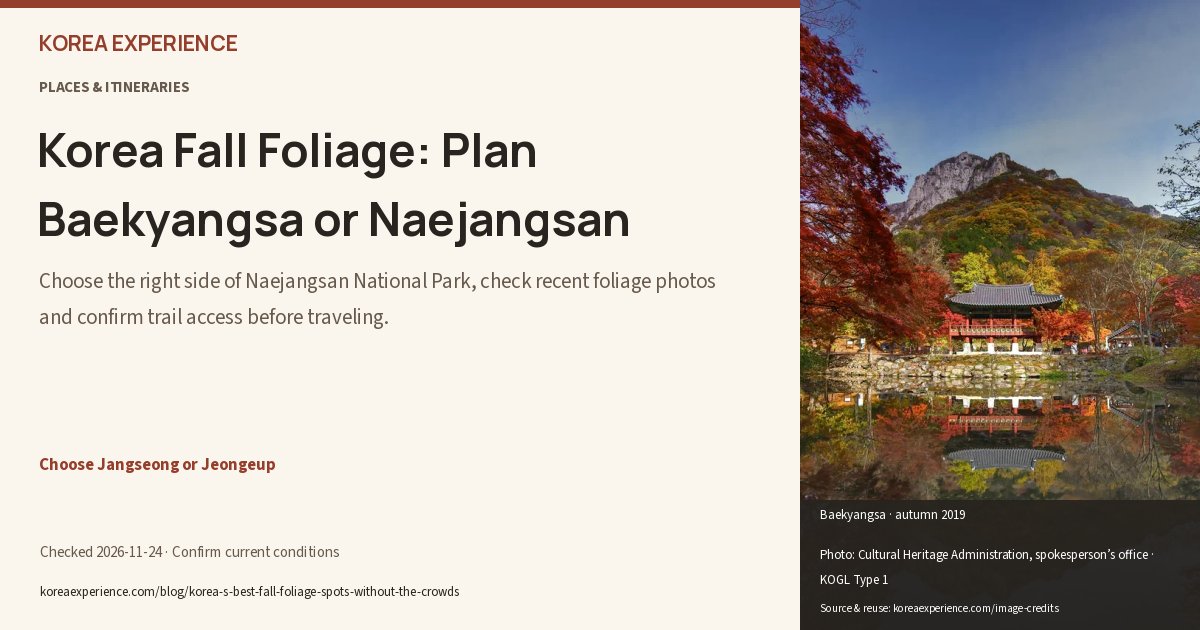 KOREA EXPERIENCE
PLACES & ITINERARIES
Korea Fall Foliage: Plan
Baekyangsa or Naejangsan
Choose the right side of Naejangsan National Park, check recent foliage photos
and confirm trail access before traveling.
Choose Jangseong or Jeongeup
Checked 2026-11-24 · Confirm current conditions
koreaexperience.com/blog/korea-s-best-fall-foliage-spots-without-the-crowds
Baekyangsa · autumn 2019
Photo: Cultural Heritage Administration, spokesperson’s office ·
KOGL Type 1
Source & reuse: koreaexperience.com/image-credits